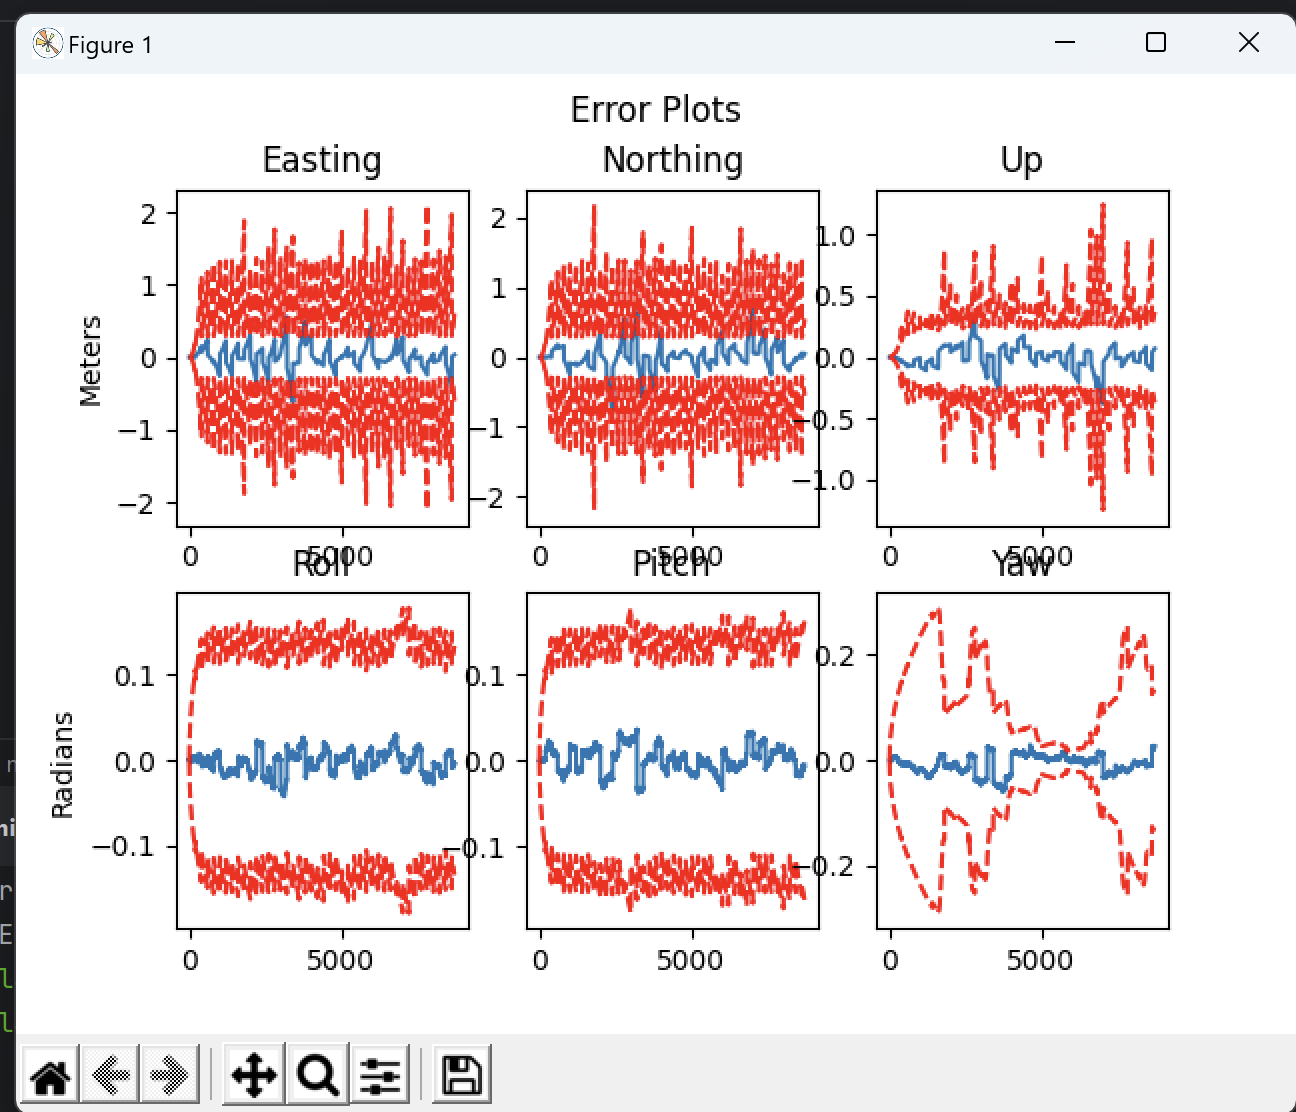 Figure 1
Error Plots
Easting Northing Up
2 2 1.0
1 1 0.5
0 0 0.0
−1 −1 −0.5
−2 −2 −1.0
Meters
0 5000 0 5000 0 5000
Roll Pitch Yaw
0.1 0.1 0.2
0.0 0.0 0.0
−0.1 −0.1 −0.2
Radians
0 5000 0 5000 0 5000